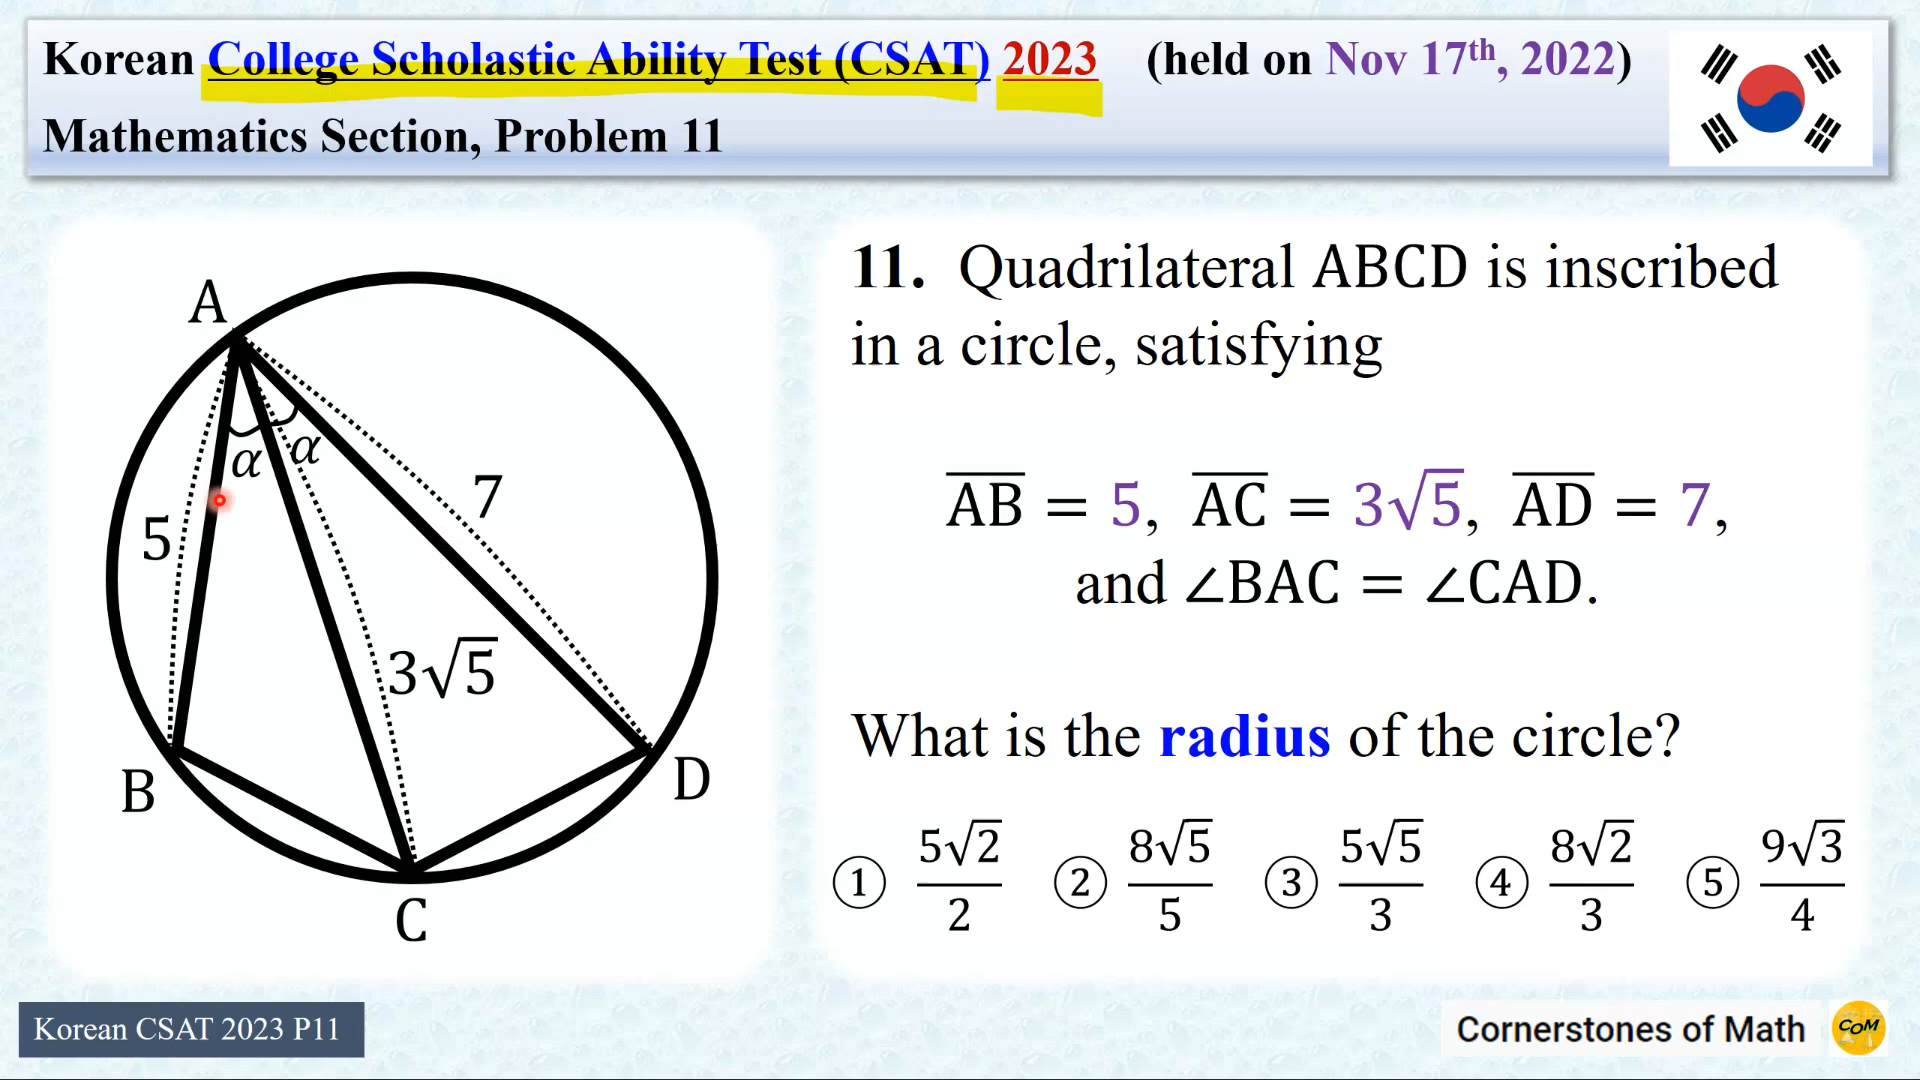 Korean College Scholastic Ability Test (CSAT) 2023 (held on Nov 17th, 2022)
Mathematics Section, Problem 11
A
α α
5
7
3√5
B
D
C
11. Quadrilateral ABCD is inscribed
in a circle, satisfying
A̅B̅ = 5, A̅C̅ = 3√5, A̅D̅ = 7,
and ∠BAC = ∠CAD.
What is the radius of the circle?
① 5√2/2 ② 8√5/5 ③ 5√5/3 ④ 8√2/3 ⑤ 9√3/4
Korean CSAT 2023 P11
Cornerstones of Math COM